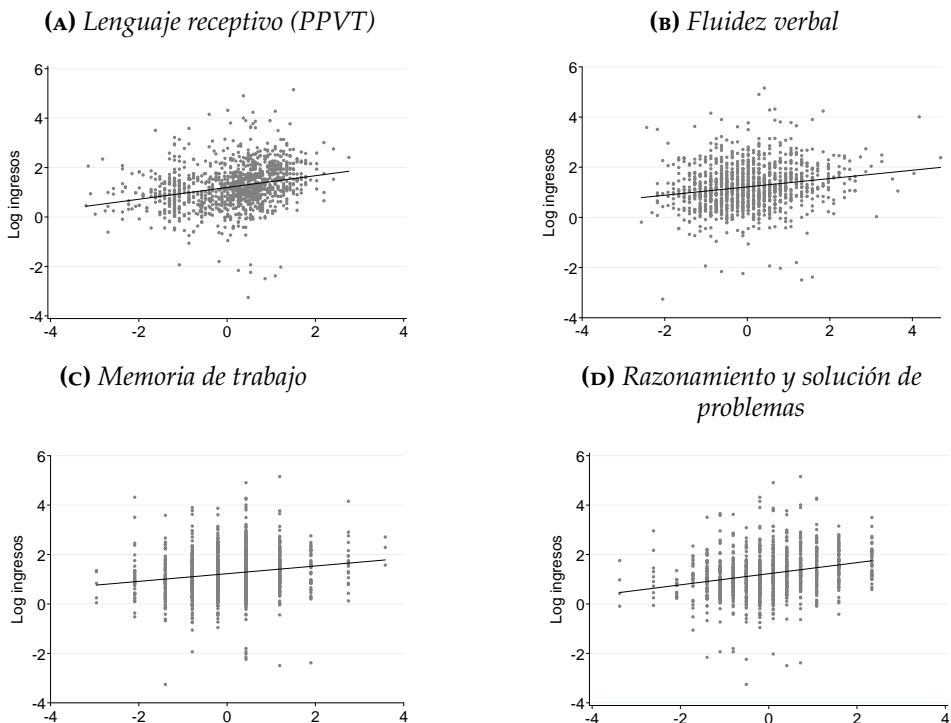 (A) Lenguaje receptivo (PPVT)
6
4
2
0
-2
-4
Log ingresos
-4 -2 0 2 4
(B) Fluidez verbal
6
4
2
0
-2
-4
Log ingresos
-4 -2 0 2 4
(C) Memoria de trabajo
6
4
2
0
-2
-4
Log ingresos
-4 -2 0 2 4
(D) Razonamiento y solución de
problemas
6
4
2
0
-2
-4
Log ingresos
-4 -2 0 2 4